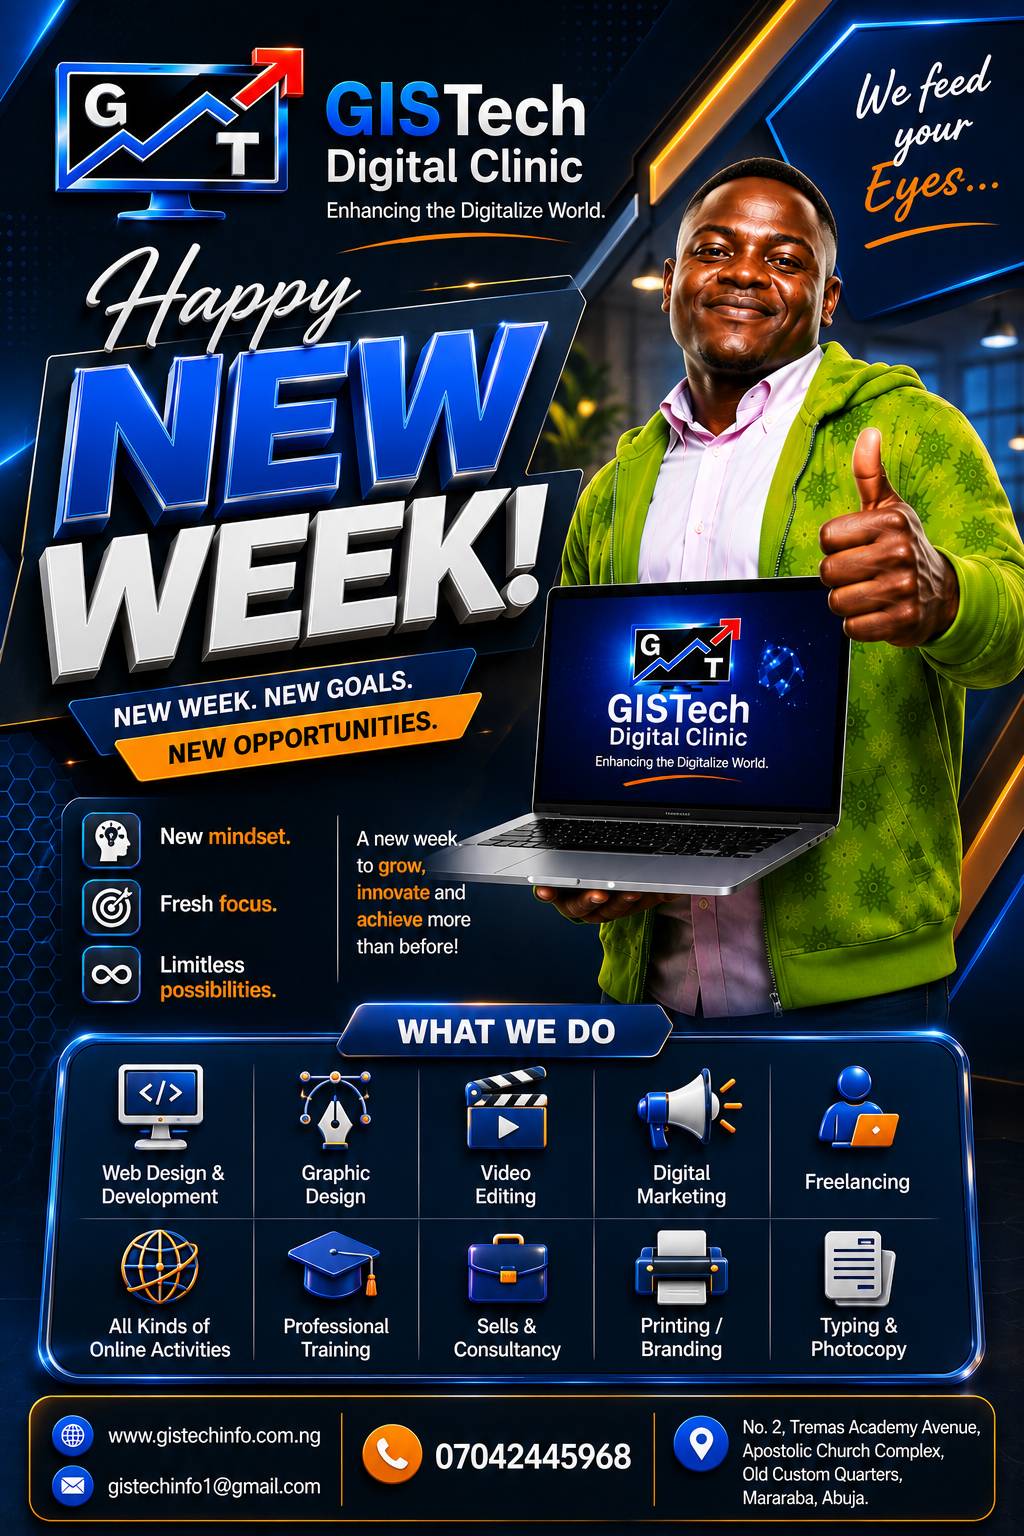 G
T
GISTech
Digital Clinic
Enhancing the Digitalize World.
We feed
your
Eyes...
Happy
NEW
WEEK!
NEW WEEK. NEW GOALS.
NEW OPPORTUNITIES.
G
T
GISTech
Digital Clinic
Enhancing the Digitalize World.
New mindset.
Fresh focus.
Limitless
possibilities.
A new week.
to grow,
innovate and
achieve more
than before!
WHAT WE DO
</>
Web Design &
Development
Graphic
Design
Video
Editing
Digital
Marketing
Freelancing
All Kinds of
Online Activities
Professional
Training
Sells &
Consultancy
Printing /
Branding
Typing &
Photocopy
www.gistechinfo.com.ng
gistechinfo1@gmail.com
07042445968
No. 2, Tremas Academy Avenue,
Apostolic Church Complex,
Old Custom Quarters,
Mararaba, Abuja.